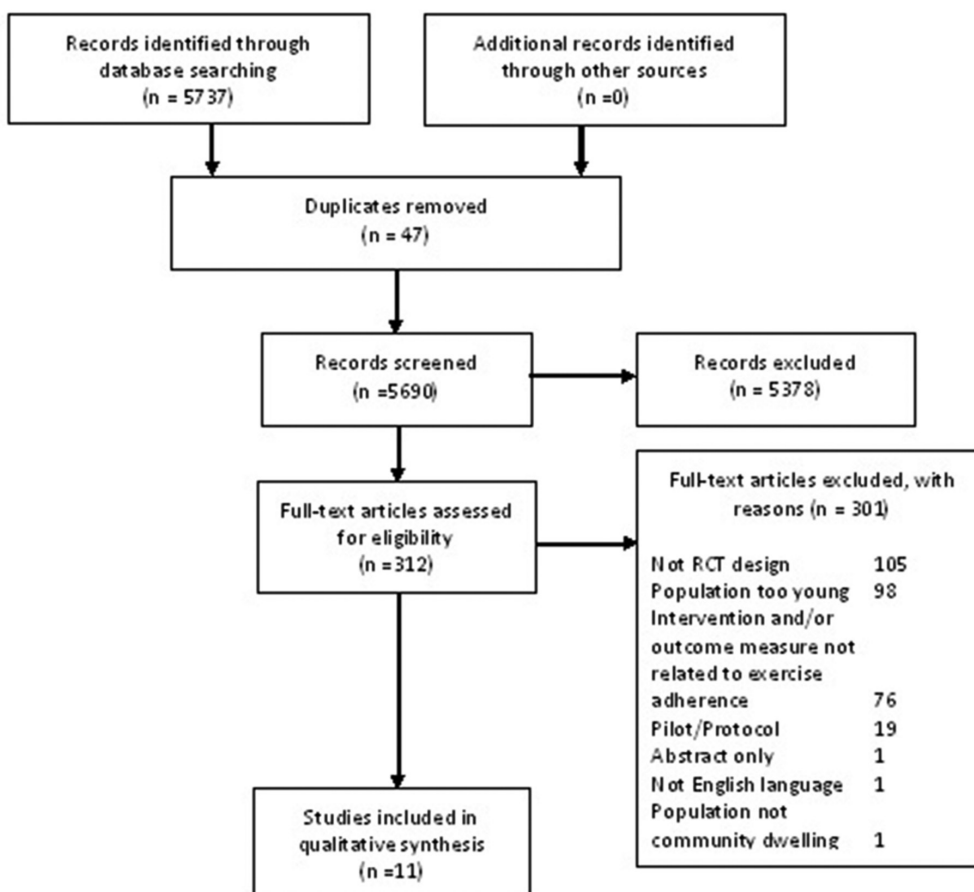 Records identified through
database searching
(n = 5737)
Additional records identified
through other sources
(n =0)
Duplicates removed
(n = 47)
Records screened
(n =5690)
Records excluded
(n = 5378)
Full-text articles assessed
for eligibility
(n =312)
Full-text articles excluded, with
reasons (n = 301)
Not RCT design 105
Population too young 98
Intervention and/or
outcome measure not
related to exercise
adherence 76
Pilot/Protocol 19
Abstract only 1
Not English language 1
Population not
community dwelling 1
Studies included in
qualitative synthesis
(n =11)